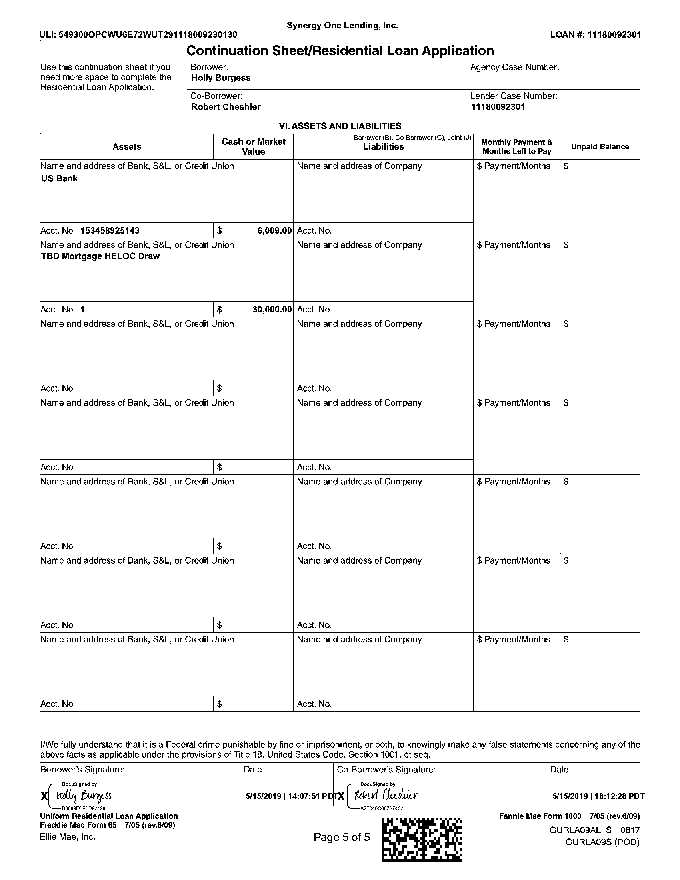 Synergy One Lending, Inc.
ULI: 549300OPCWU6E72WUT291118009230130
LOAN #: 11180092301
Continuation Sheet/Residential Loan Application
Use this continuation sheet if you need more space to complete the Residential Loan Application.
Borrower:
Holly Burgess
Agency Case Number:
Co-Borrower:
Robert Cheshier
Lender Case Number:
11180092301
VI. ASSETS AND LIABILITIES
Assets
Cash or Market Value
Borrower (B), Co-Borrower (C), Joint (J)
Liabilities
Monthly Payment & Months Left to Pay
Unpaid Balance
Name and address of Bank, S&L, or Credit Union
Name and address of Company
$ Payment/Months
$
US Bank
Acct. No. 153458925143
$ 6,009.00
Acct. No.
Name and address of Bank, S&L, or Credit Union
Name and address of Company
$ Payment/Months
$
TBD Mortgage HELOC Draw
Acct. No. 1
$ 30,000.00
Acct. No.
Name and address of Bank, S&L, or Credit Union
Name and address of Company
$ Payment/Months
$
Acct. No.
$
Acct. No.
Name and address of Bank, S&L, or Credit Union
Name and address of Company
$ Payment/Months
$
Acct. No.
$
Acct. No.
Name and address of Bank, S&L, or Credit Union
Name and address of Company
$ Payment/Months
$
Acct. No.
$
Acct. No.
Name and address of Bank, S&L, or Credit Union
Name and address of Company
$ Payment/Months
$
Acct. No.
$
Acct. No.
Name and address of Bank, S&L, or Credit Union
Name and address of Company
$ Payment/Months
$
Acct. No.
$
Acct. No.
I/We fully understand that it is a Federal crime punishable by fine or imprisonment, or both, to knowingly make any false statements concerning any of the
above facts as applicable under the provisions of Title 18, United States Code, Section 1001, et seq.
Borrower's Signature:
Date
Co-Borrower's Signature:
Date
DocuSigned by
X Holly Burgess
5/15/2019 | 14:07:54 PDT
DocuSigned by
X Robert Cheshier
5/15/2019 | 18:12:28 PDT
Uniform Residential Loan Application
Freddie Mac Form 65 7/05 (rev.6/09)
Fannie Mae Form 1003 7/05 (rev.6/09)
Ellie Mae, Inc.
Page 5 of 5
GURLA09AL_S 0817
GURLA09S (POD)